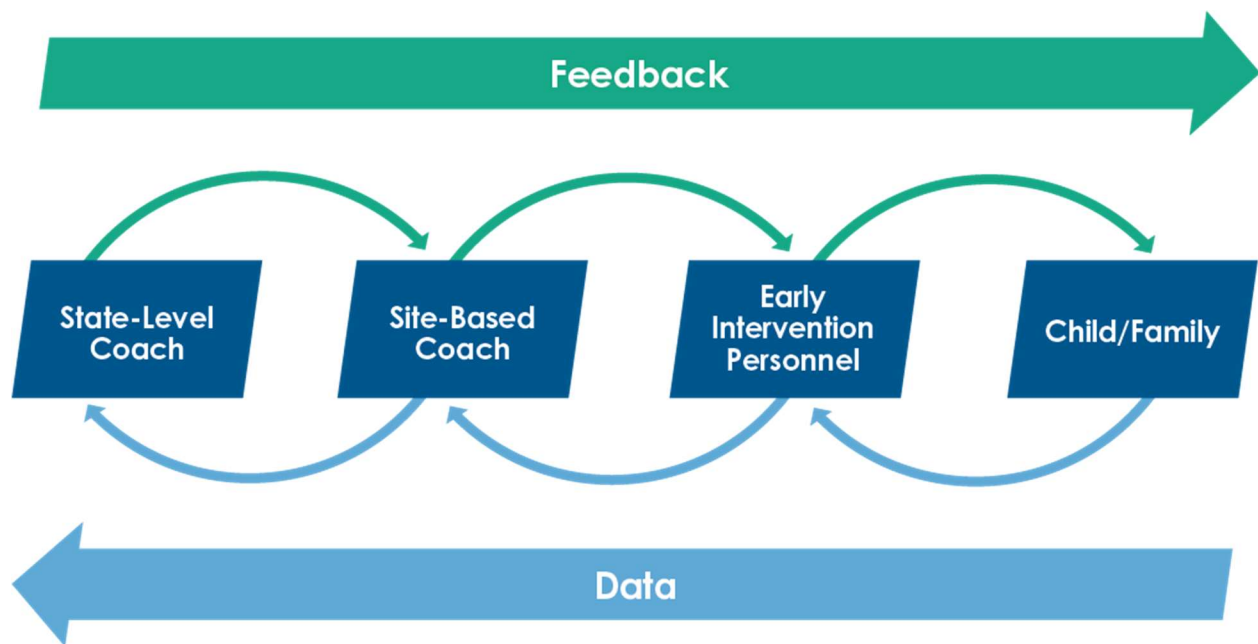 Feedback
State-Level
Coach
Site-Based
Coach
Early
Intervention
Personnel
Child/Family
Data